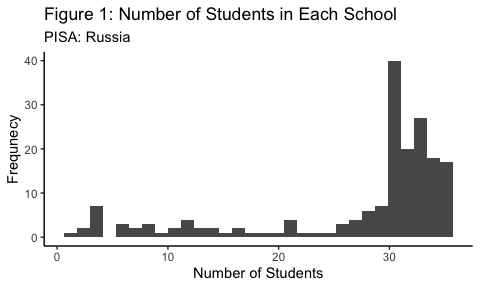 Figure 1: Number of Students in Each School
PISA: Russia
40
30
20
10
0
Frequnecy
0 10 20 30
Number of Students